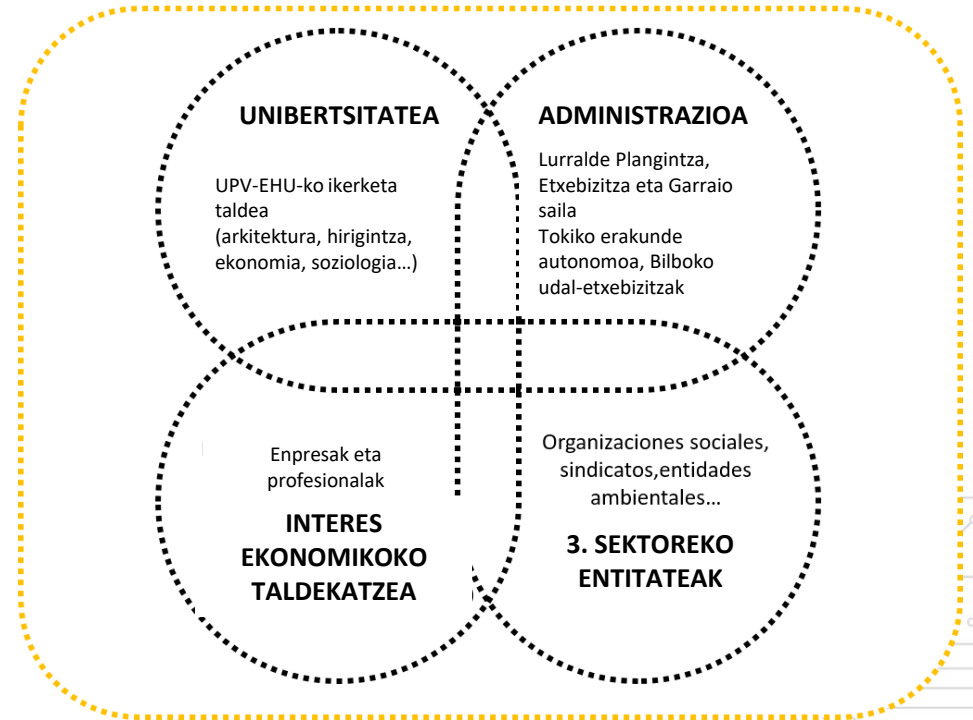 UNIBERTSITATEA
UPV-EHU-ko ikerketa
taldea
(arkitektura, hirigintza,
ekonomia, soziologia…)
ADMINISTRAZIOA
Lurralde Plangintza,
Etxebizitza eta Garraio
saila
Tokiko erakunde
autonomoa, Bilboko
udal-etxebizitzak
Enpresak eta
profesionalak
INTERES
EKONOMIKOKO
TALDEKATZEA
Organizaciones sociales,
sindicatos,entidades
ambientales…
3. SEKTOREKO
ENTITATEAK